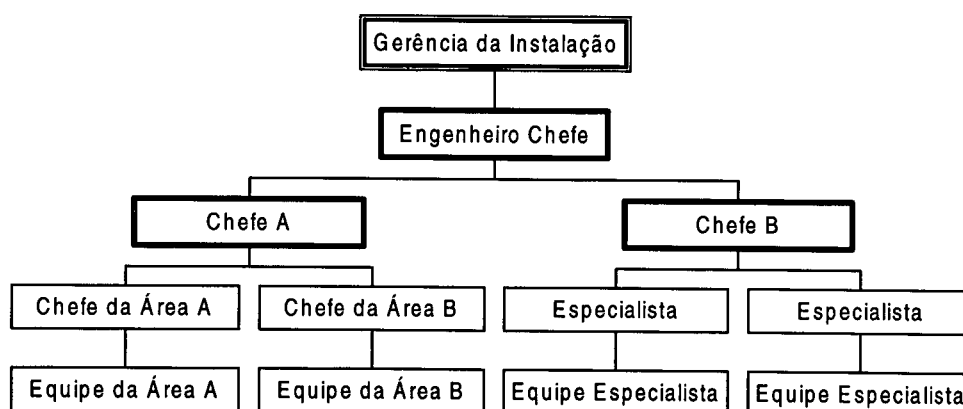 Gerência da Instalação
Engenheiro Chefe
Chefe A
Chefe B
Chefe da Área A
Chefe da Área B
Especialista
Especialista
Equipe da Área A
Equipe da Área B
Equipe Especialista
Equipe Especialista